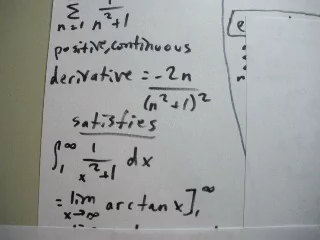 ∑ n=1 1/(n²+1)
positive, continuous
derivative = -2n/(n²+1)²
satisfies
∫₁^∞ 1/(x²+1) dx
= lim x→∞ arctan x]₁^∞